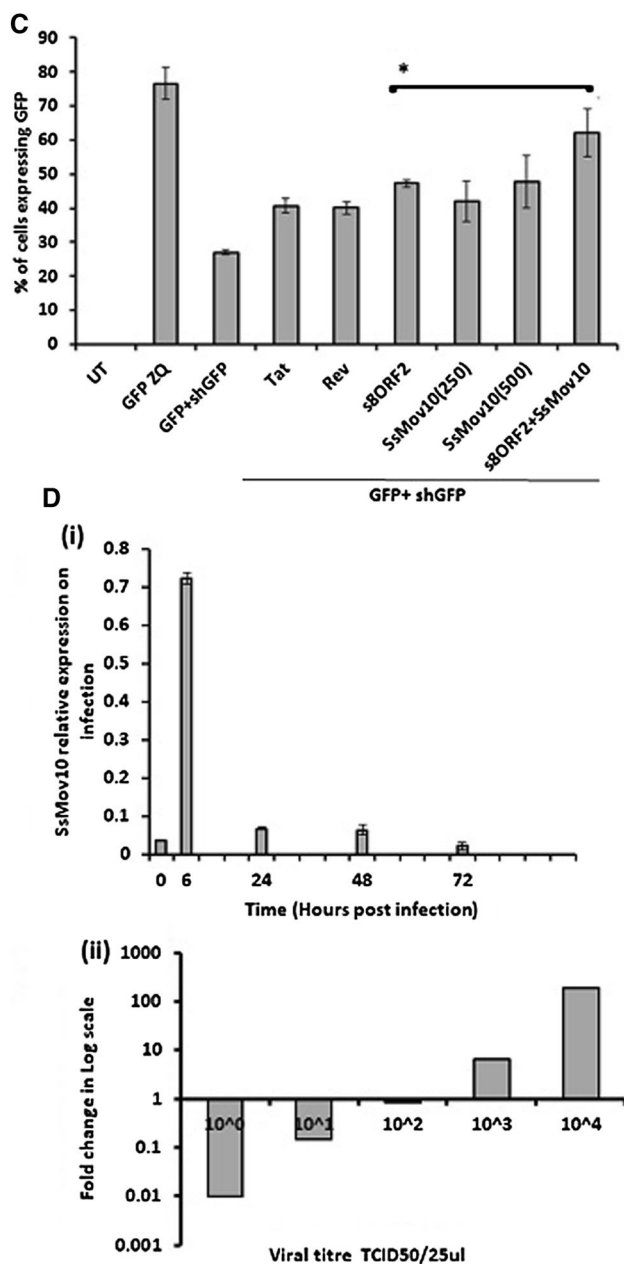 C
% of cells expressing GFP
90
80
70
60
50
40
30
20
10
0
*
UT
GFP ZQ
GFP+shGFP
Tat
Rev
s8ORF2
SsMov10(250)
SsMov10(500)
s8ORF2+SsMov10
GFP+ shGFP
D
(i)
SsMov10 relative expression on
infection
0.8
0.7
0.6
0.5
0.4
0.3
0.2
0.1
0
0 6 24 48 72
Time (Hours post infection)
(ii)
Fold change in Log scale
1000
100
10
1
0.1
0.01
0.001
10^0 10^1 10^2 10^3 10^4
Viral titre TCID50/25ul